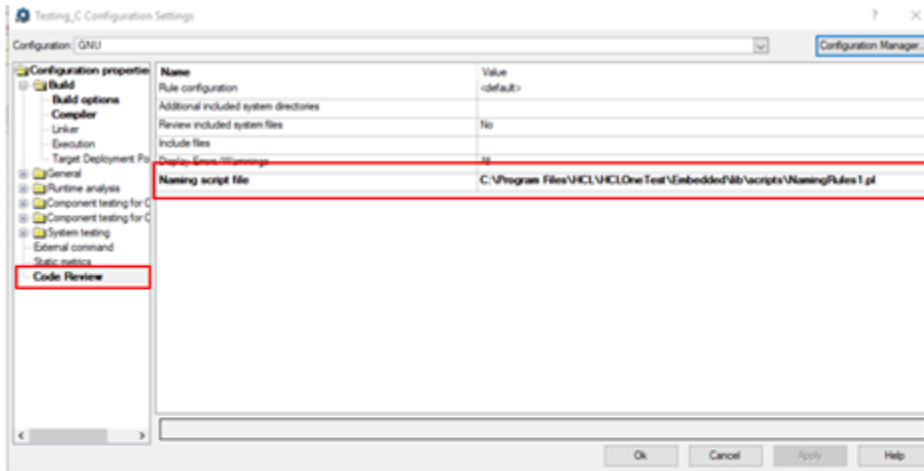 Testing_C Configuration Settings
? ×
Configuration: GNU
Configuration Manager...
Configuration propertie
Build
Build options
Compiler
Linker
Execution
Target Deployment Po
General
Runtime analysis
Component testing for C
Component testing for C
System testing
External command
Static metrics
Code Review
Name Value
Rule configuration <default>
Additional included system directories
Review included system files No
Include files
Display Errors/Warnings All
Naming script file C:\Program Files\HCL\HCLOneTest\Embedded\lib\scripts\NamingRules1.pl
Ok Cancel Apply Help